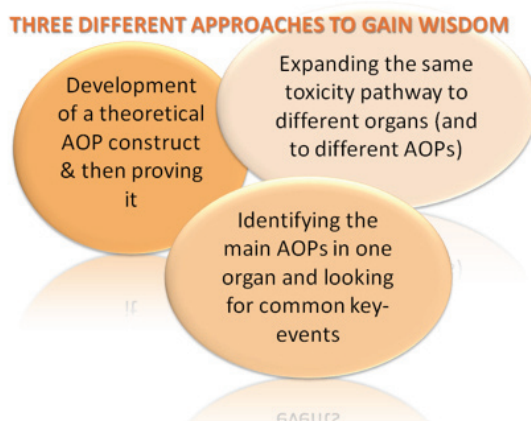 THREE DIFFERENT APPROACHES TO GAIN WISDOM
Development
of a theoretical
AOP construct
& then proving
it
Expanding the same
toxicity pathway to
different organs (and
to different AOPs)
Identifying the
main AOPs in one
organ and looking
for common key-
events